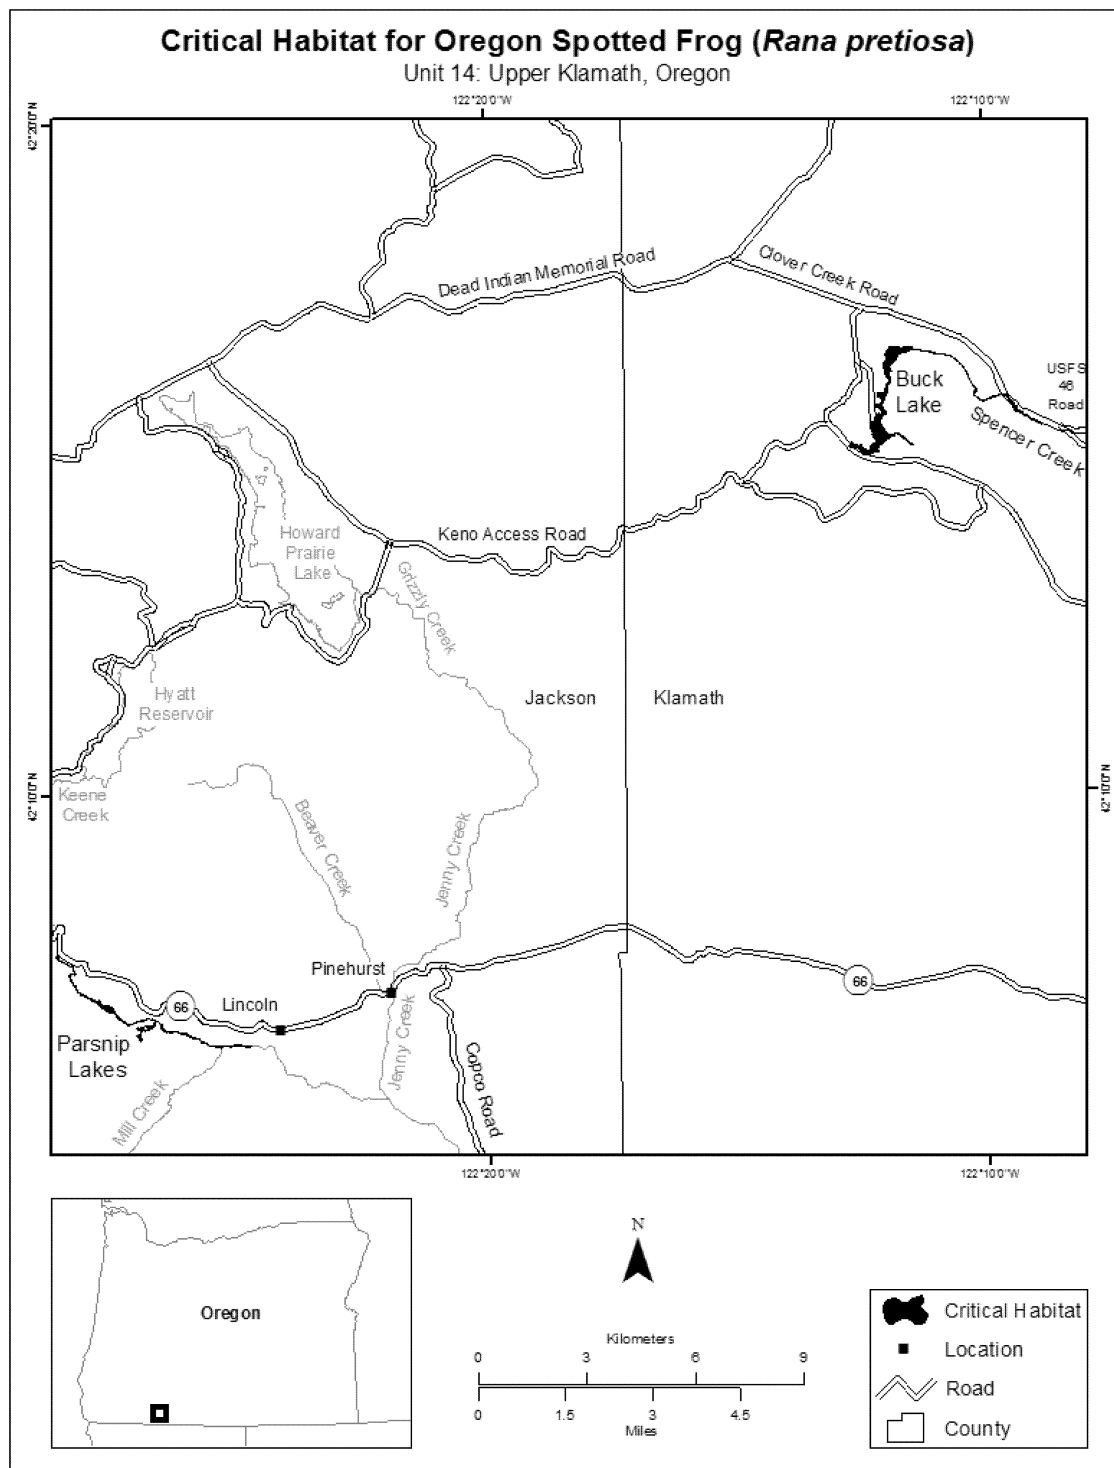 Critical Habitat for Oregon Spotted Frog (Rana pretiosa)
Unit 14: Upper Klamath, Oregon
122°20'0"W
122°10'0"W
42°20'0"N
Dead Indian Memorial Road
Clover Creek Road
Buck
Lake
USFS
46
Road
Spencer Creek
Howard
Prairie
Lake
Keno Access Road
Grizzly Creek
Hyatt
Reservoir
Jackson
Klamath
42°10'0"N
42°10'0"N
Keene
Creek
Beaver Creek
Jenny Creek
Pinehurst
66
Lincoln
66
Parsnip
Lakes
Jenny Creek
Copco Road
Mill Creek
122°20'0"W
122°10'0"W
Oregon
N
Kilometers
0 3 6 9
0 1.5 3 4.5
Miles
Critical Habitat
Location
Road
County